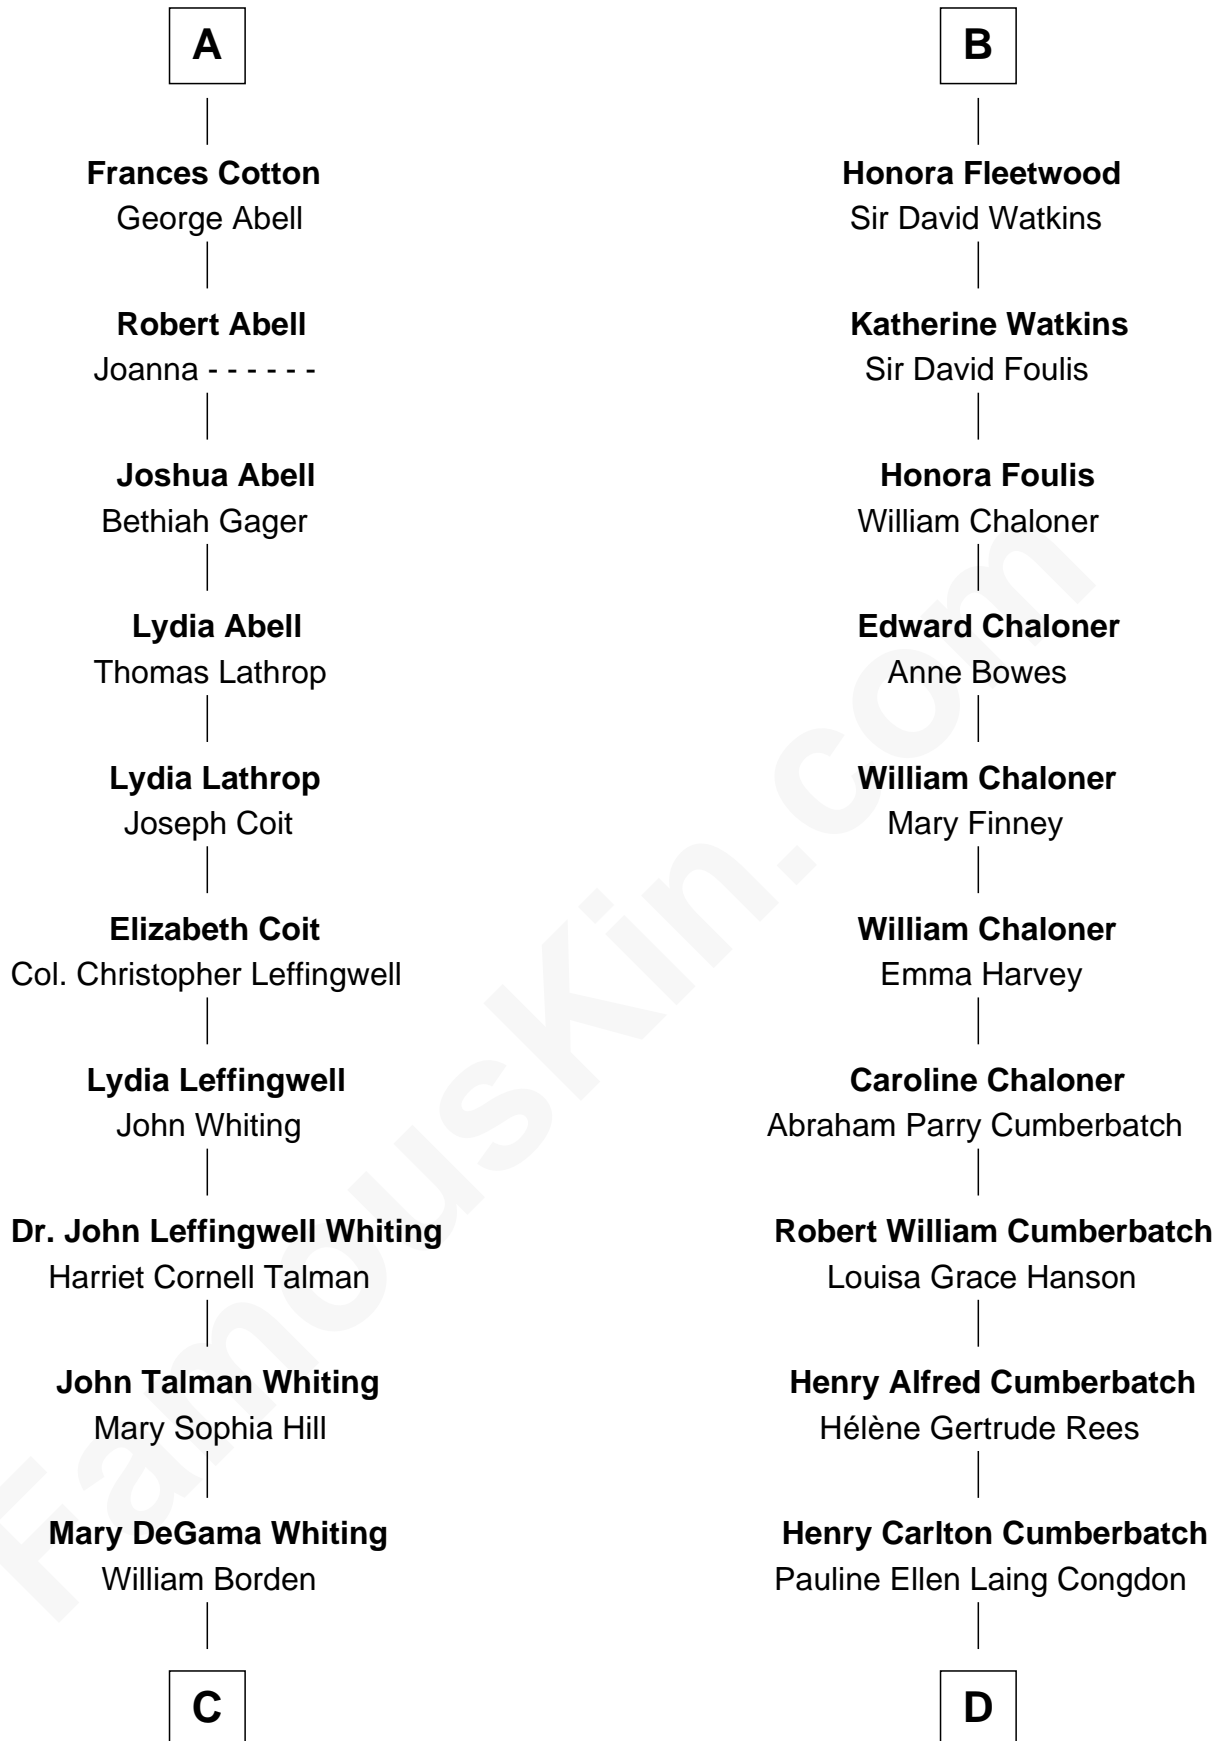 A
Frances Cotton
George Abell
Robert Abell
Joanna - - - - - -
Joshua Abell
Bethiah Gager
Lydia Abell
Thomas Lathrop
Lydia Lathrop
Joseph Coit
Elizabeth Coit
Col. Christopher Leffingwell
Lydia Leffingwell
John Whiting
Dr. John Leffingwell Whiting
Harriet Cornell Talman
John Talman Whiting
Mary Sophia Hill
Mary DeGama Whiting
William Borden
C
B
Honora Fleetwood
Sir David Watkins
Katherine Watkins
Sir David Foulis
Honora Foulis
William Chaloner
Edward Chaloner
Anne Bowes
William Chaloner
Mary Finney
William Chaloner
Emma Harvey
Caroline Chaloner
Abraham Parry Cumberbatch
Robert William Cumberbatch
Louisa Grace Hanson
Henry Alfred Cumberbatch
Hélène Gertrude Rees
Henry Carlton Cumberbatch
Pauline Ellen Laing Congdon
D
FamousKin.com